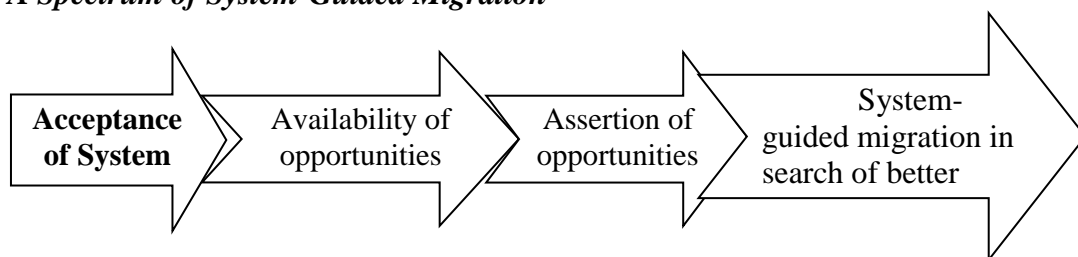 A Spectrum of System-Guided Migration
Acceptance
of System
Availability of
opportunities
Assertion of
opportunities
System-
guided migration in
search of better